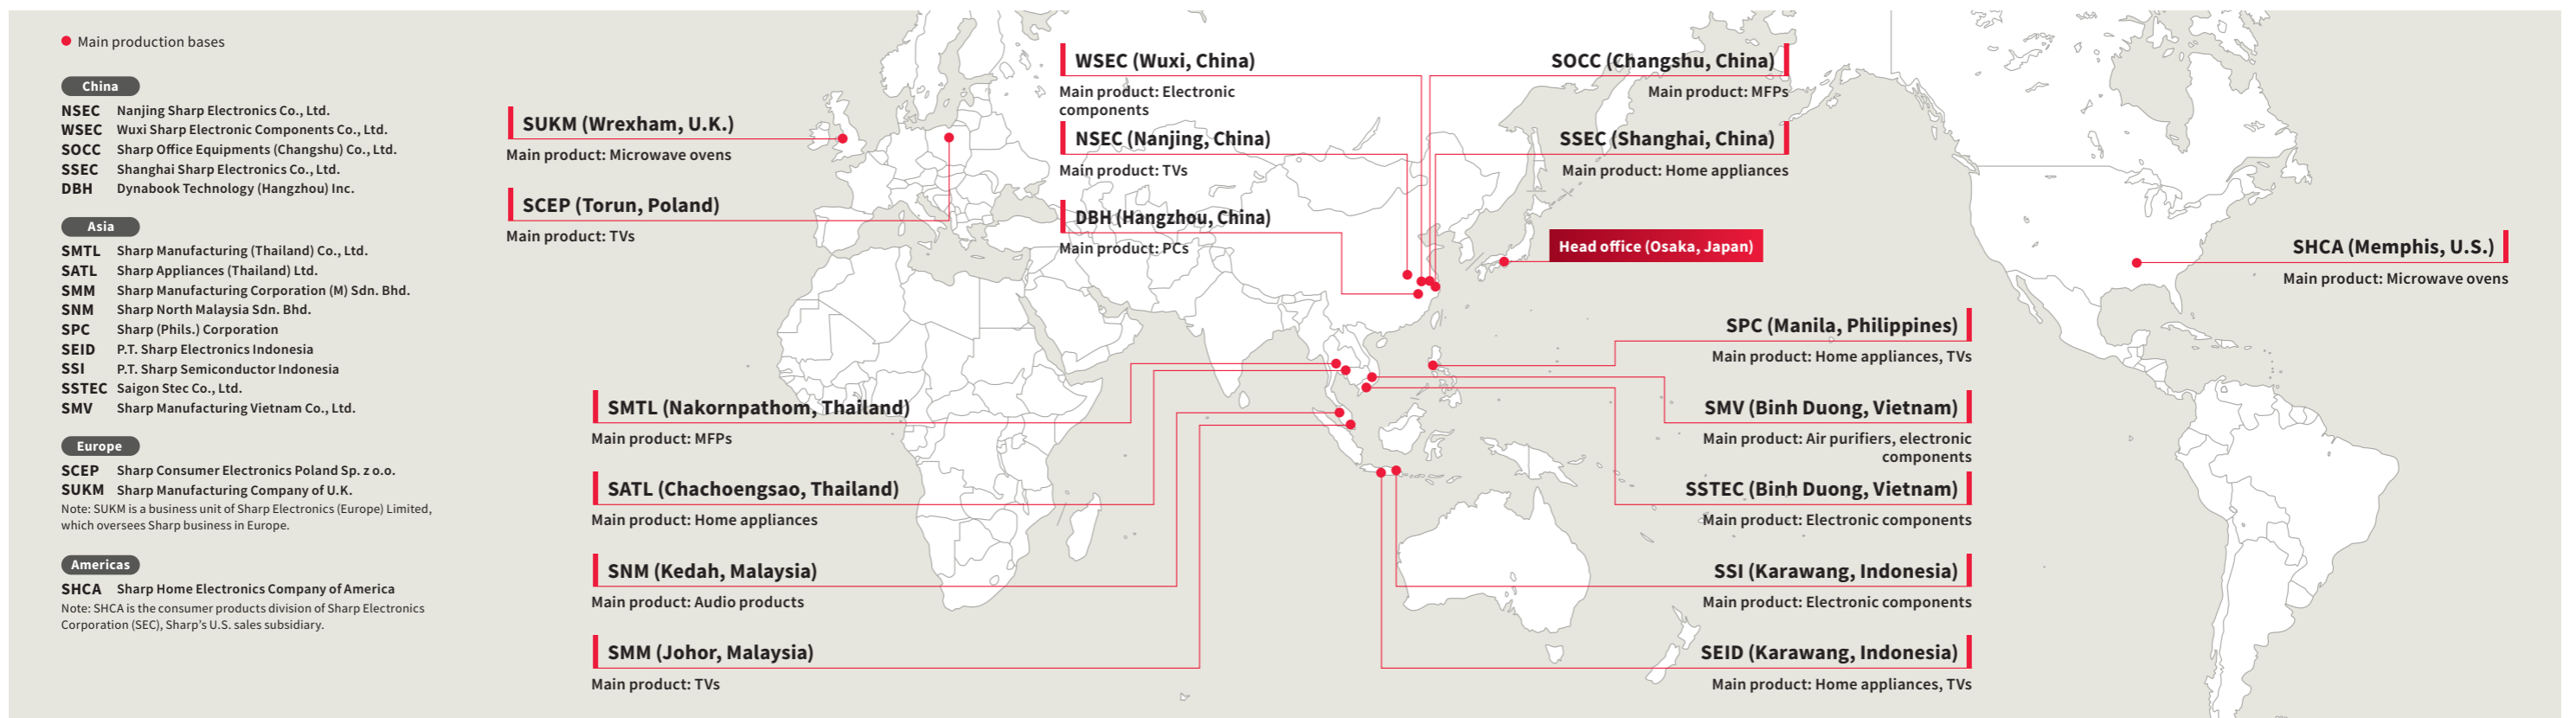 Main production bases
China
NSEC Nanjing Sharp Electronics Co., Ltd.
WSEC Wuxi Sharp Electronic Components Co., Ltd.
SOCC Sharp Office Equipments (Changshu) Co., Ltd.
SSEC Shanghai Sharp Electronics Co., Ltd.
DBH Dynabook Technology (Hangzhou) Inc.
Asia
SMTL Sharp Manufacturing (Thailand) Co., Ltd.
SATL Sharp Appliances (Thailand) Ltd.
SMM Sharp Manufacturing Corporation (M) Sdn. Bhd.
SNM Sharp North Malaysia Sdn. Bhd.
SPC Sharp (Phils.) Corporation
SEID P.T. Sharp Electronics Indonesia
SSI P.T. Sharp Semiconductor Indonesia
SSTEC Saigon Stec Co., Ltd.
SMV Sharp Manufacturing Vietnam Co., Ltd.
Europe
SCEP Sharp Consumer Electronics Poland Sp. z o.o.
SUKM Sharp Manufacturing Company of U.K.
Note: SUKM is a business unit of Sharp Electronics (Europe) Limited,
which oversees Sharp business in Europe.
Americas
SHCA Sharp Home Electronics Company of America
Note: SHCA is the consumer products division of Sharp Electronics
Corporation (SEC), Sharp's U.S. sales subsidiary.
SUKM (Wrexham, U.K.)
Main product: Microwave ovens
SCEP (Torun, Poland)
Main product: TVs
SMTL (Nakornpathom, Thailand)
Main product: MFPs
SATL (Chachoengsao, Thailand)
Main product: Home appliances
SNM (Kedah, Malaysia)
Main product: Audio products
SMM (Johor, Malaysia)
Main product: TVs
WSEC (Wuxi, China)
Main product: Electronic
components
NSEC (Nanjing, China)
Main product: TVs
DBH (Hangzhou, China)
Main product: PCs
SOCC (Changshu, China)
Main product: MFPs
SSEC (Shanghai, China)
Main product: Home appliances
Head office (Osaka, Japan)
SPC (Manila, Philippines)
Main product: Home appliances, TVs
SMV (Binh Duong, Vietnam)
Main product: Air purifiers, electronic
components
SSTEC (Binh Duong, Vietnam)
Main product: Electronic components
SSI (Karawang, Indonesia)
Main product: Electronic components
SEID (Karawang, Indonesia)
Main product: Home appliances, TVs
SHCA (Memphis, U.S.)
Main product: Microwave ovens